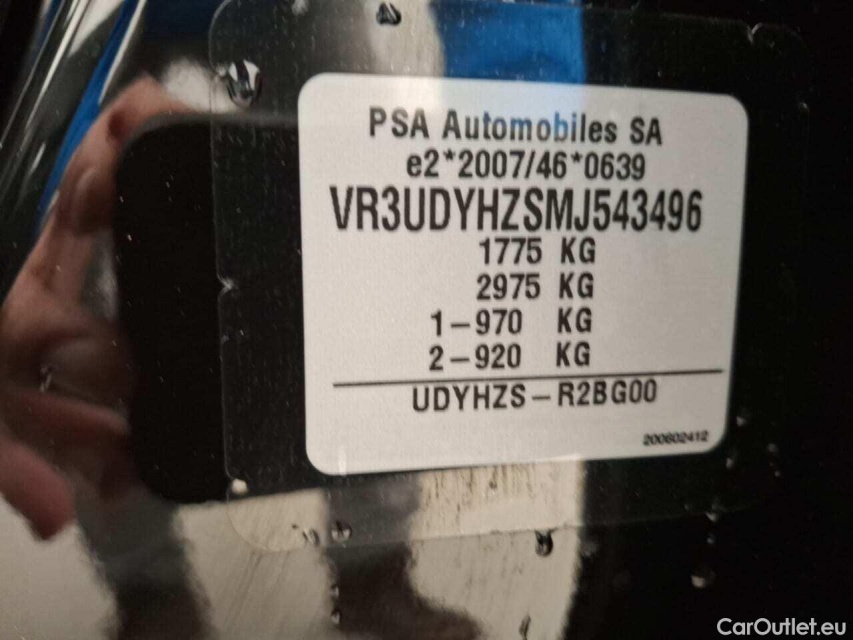 PSA Automobiles SA
e2*2007/46*0639
VR3UDYHZSMJ543496
1775 KG
2975 KG
1-970 KG
2-920 KG
UDYHZS-R2BG00
200602412
CarOutlet.eu